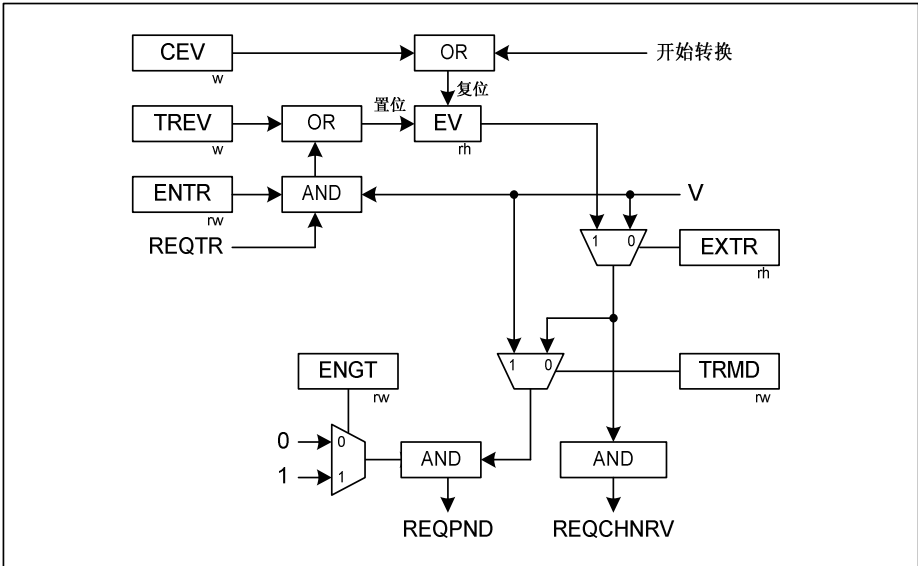 CEV
w
OR
开始转换
复位
置位
TREV
w
OR
EV
rh
ENTR
rw
AND
V
REQTR
1 0
EXTR
rh
ENGT
rw
1 0
TRMD
rw
0
0
1
1
AND
AND
REQPND
REQCHNRV